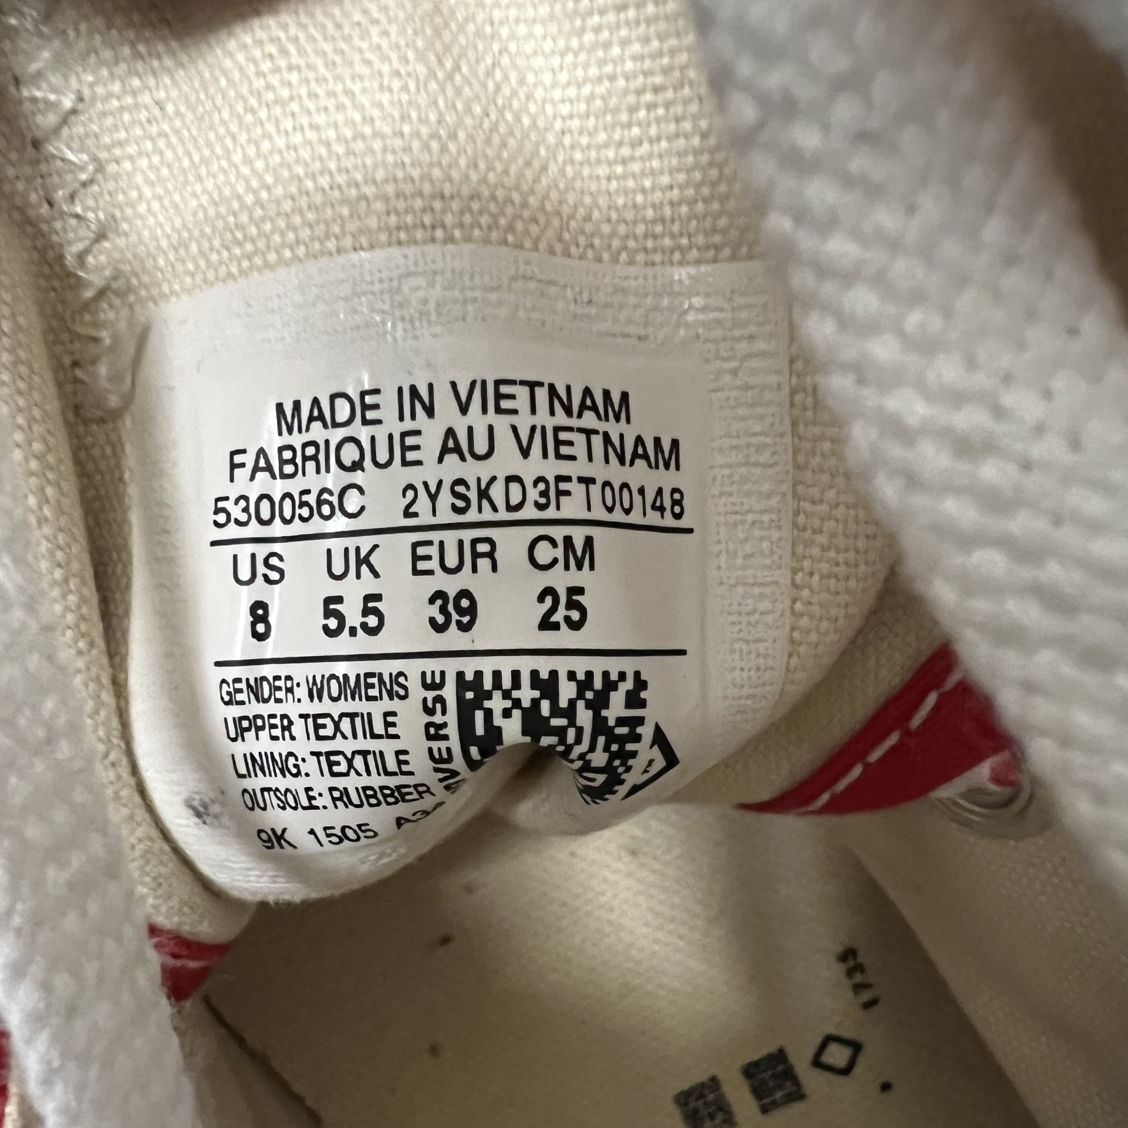 MADE IN VIETNAM
FABRIQUE AU VIETNAM
530056C 2YSKD3FT00148
US UK EUR CM
8 5.5 39 25
GENDER: WOMENS
UPPER TEXTILE
LINING: TEXTILE
OUTSOLE: RUBBER
9K 1505
VERSE
1735